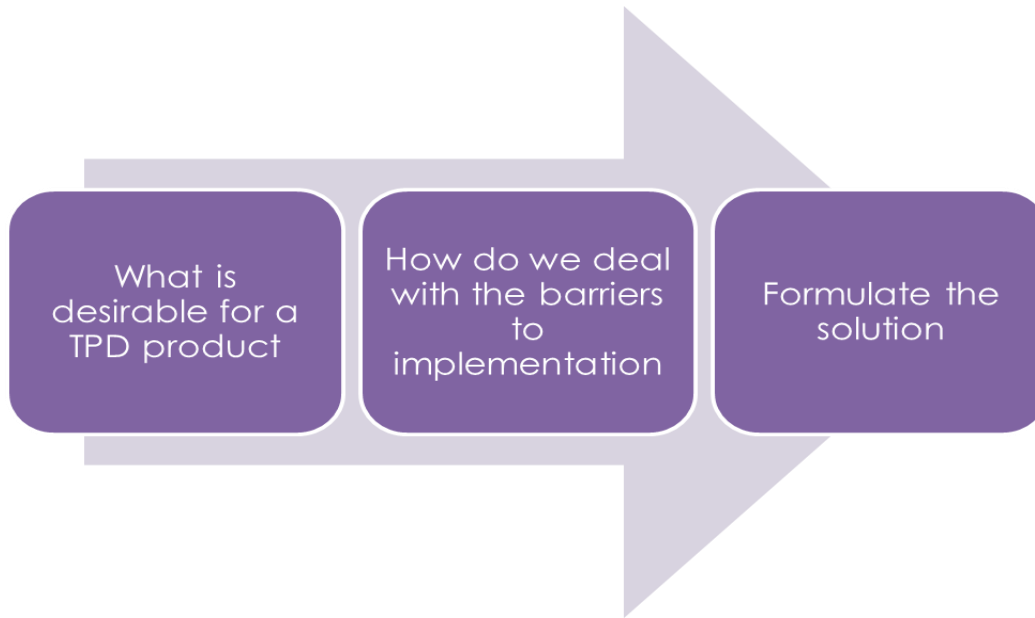 What is
desirable for a
TPD product
How do we deal
with the barriers
to
implementation
Formulate the
solution